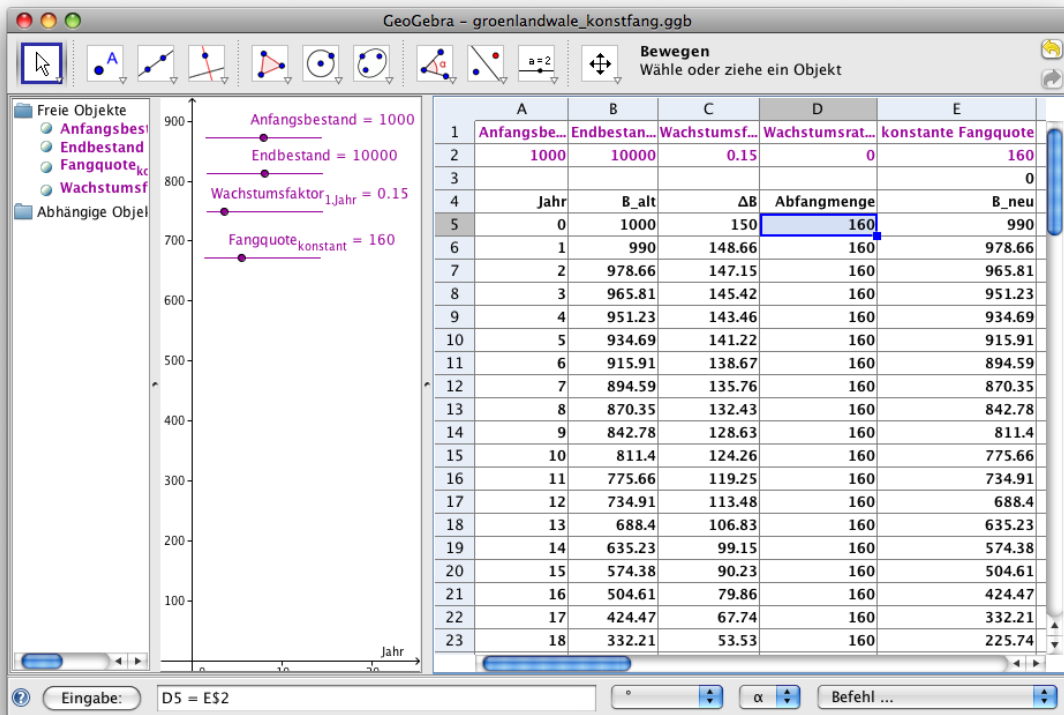 GeoGebra – groenlandwale_konstfang.ggb
A
α
a=2
Bewegen
Wähle oder ziehe ein Objekt
Freie Objekte
Anfangsbest
Endbestand
Fangquotekc
Wachstumsf
Abhängige Objek
900
800
700
600
500
400
300
200
100
0 10 20
Jahr
Anfangsbestand = 1000
Endbestand = 10000
Wachstumsfaktor1,Jahr = 0.15
Fangquotekonstant = 160
A B C D E
1 Anfangsbe... Endbestan... Wachstumsf... Wachstumsrat... konstante Fangquote
2 1000 10000 0.15 0 160
3 0
4 Jahr B_alt ΔB Abfangmenge B_neu
5 0 1000 150 160 990
6 1 990 148.66 160 978.66
7 2 978.66 147.15 160 965.81
8 3 965.81 145.42 160 951.23
9 4 951.23 143.46 160 934.69
10 5 934.69 141.22 160 915.91
11 6 915.91 138.67 160 894.59
12 7 894.59 135.76 160 870.35
13 8 870.35 132.43 160 842.78
14 9 842.78 128.63 160 811.4
15 10 811.4 124.26 160 775.66
16 11 775.66 119.25 160 734.91
17 12 734.91 113.48 160 688.4
18 13 688.4 106.83 160 635.23
19 14 635.23 99.15 160 574.38
20 15 574.38 90.23 160 504.61
21 16 504.61 79.86 160 424.47
22 17 424.47 67.74 160 332.21
23 18 332.21 53.53 160 225.74
? Eingabe: D5 = E$2 ° α Befehl ...